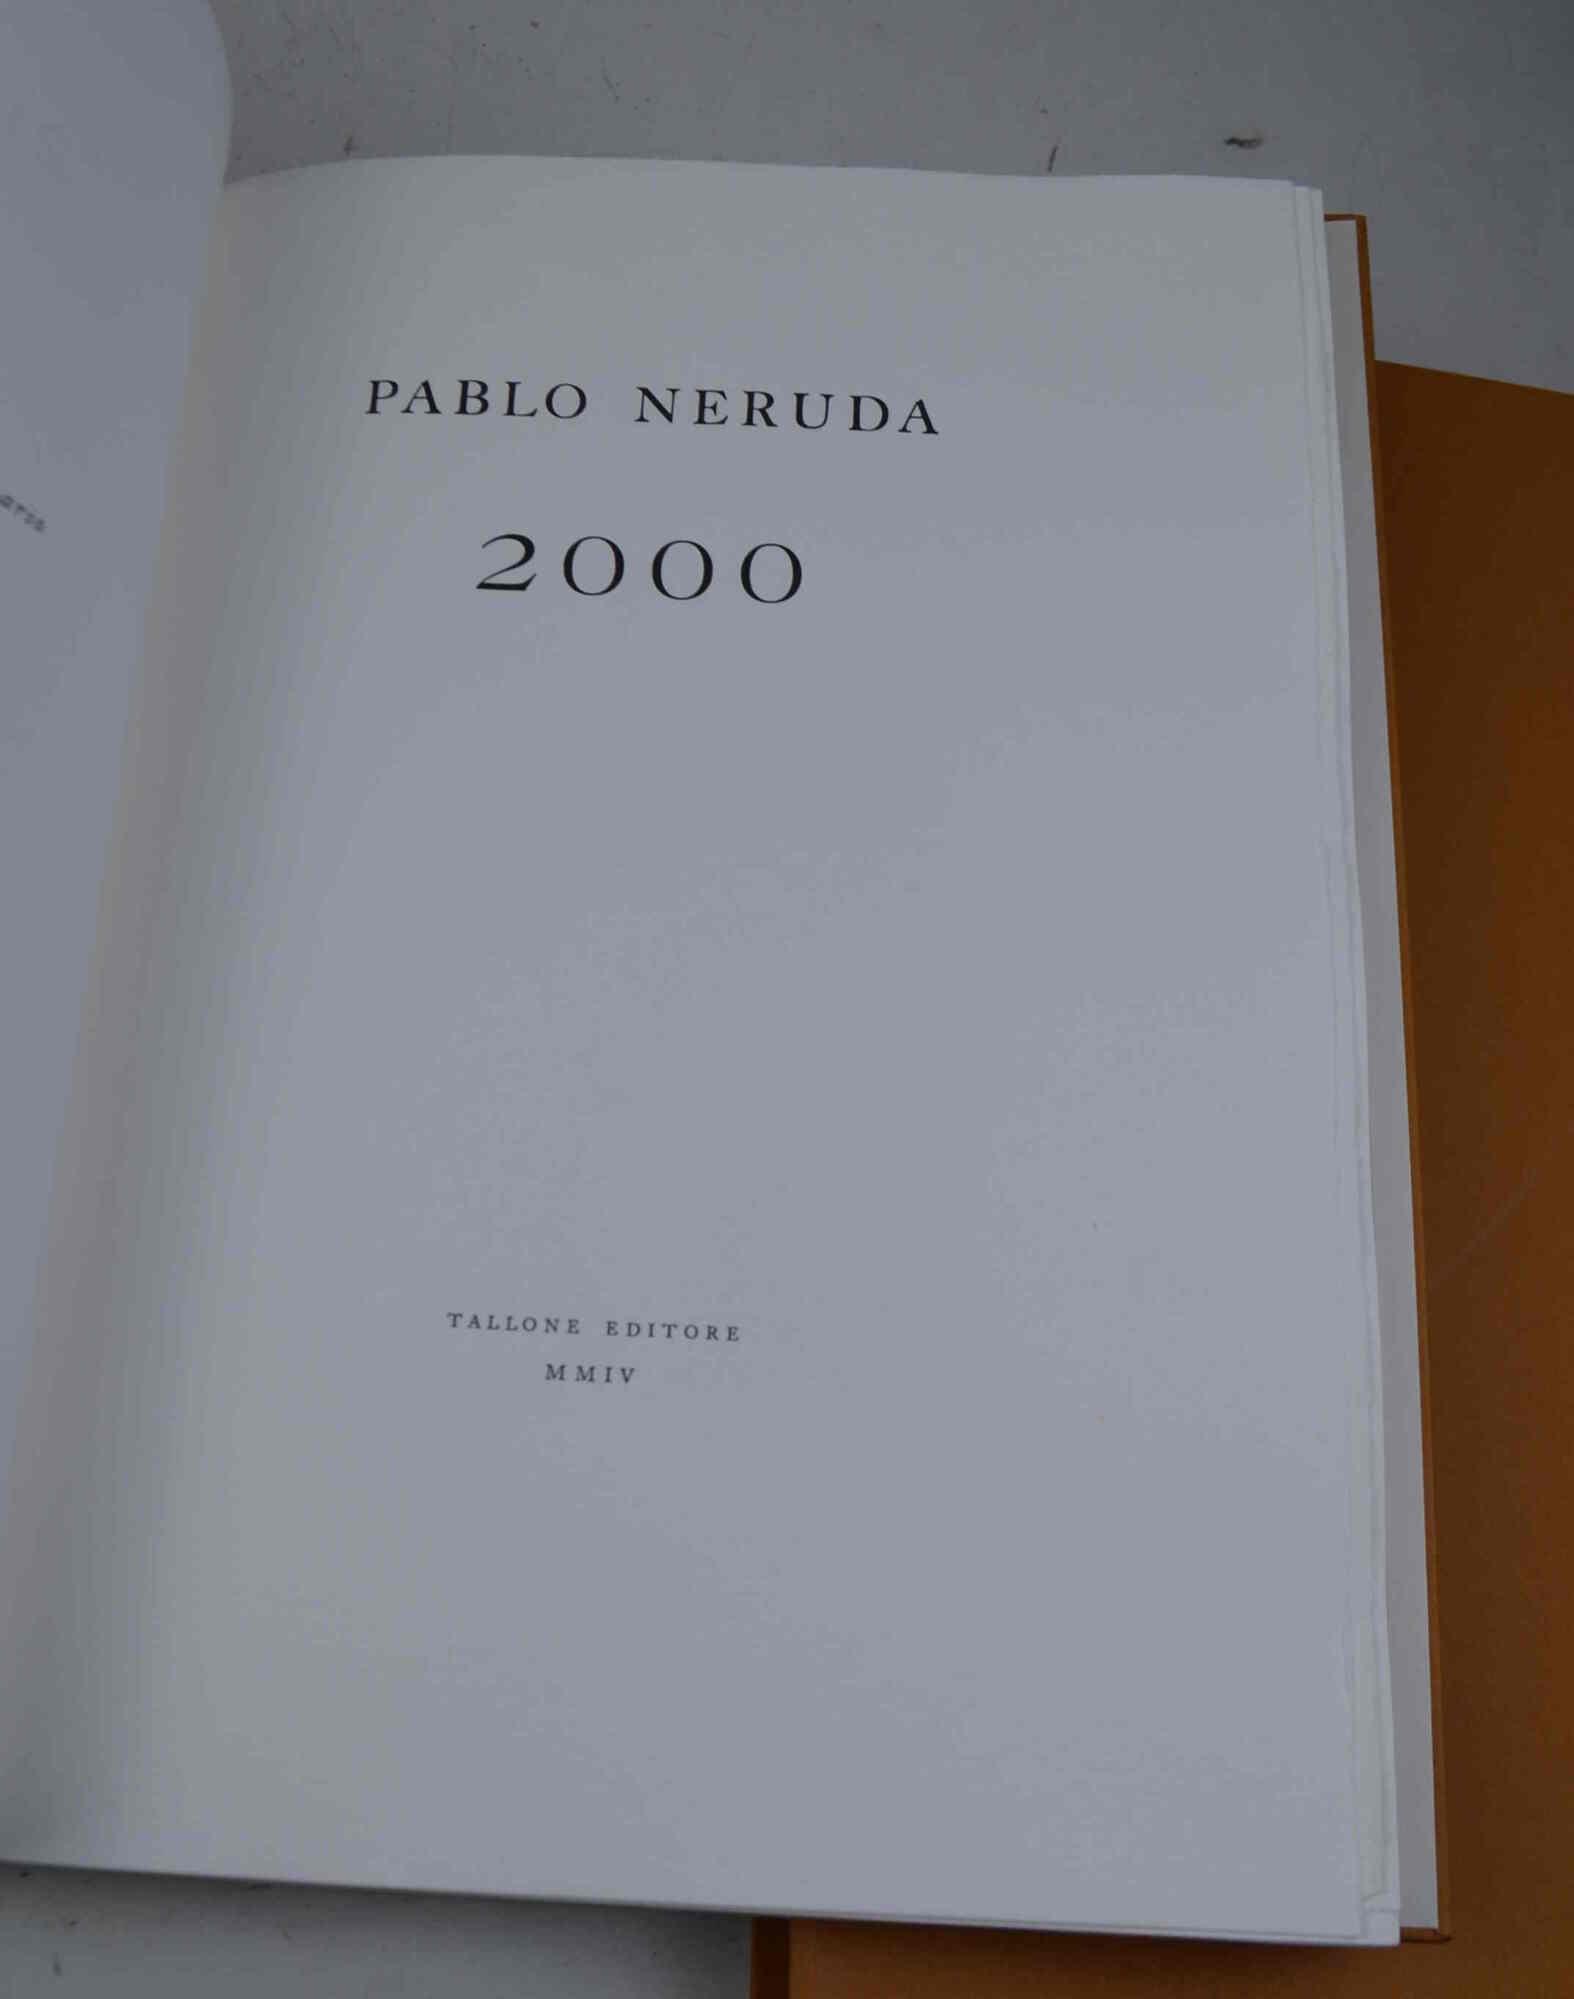 PABLO NERUDA
2000
TALLONE EDITORE
MMIV